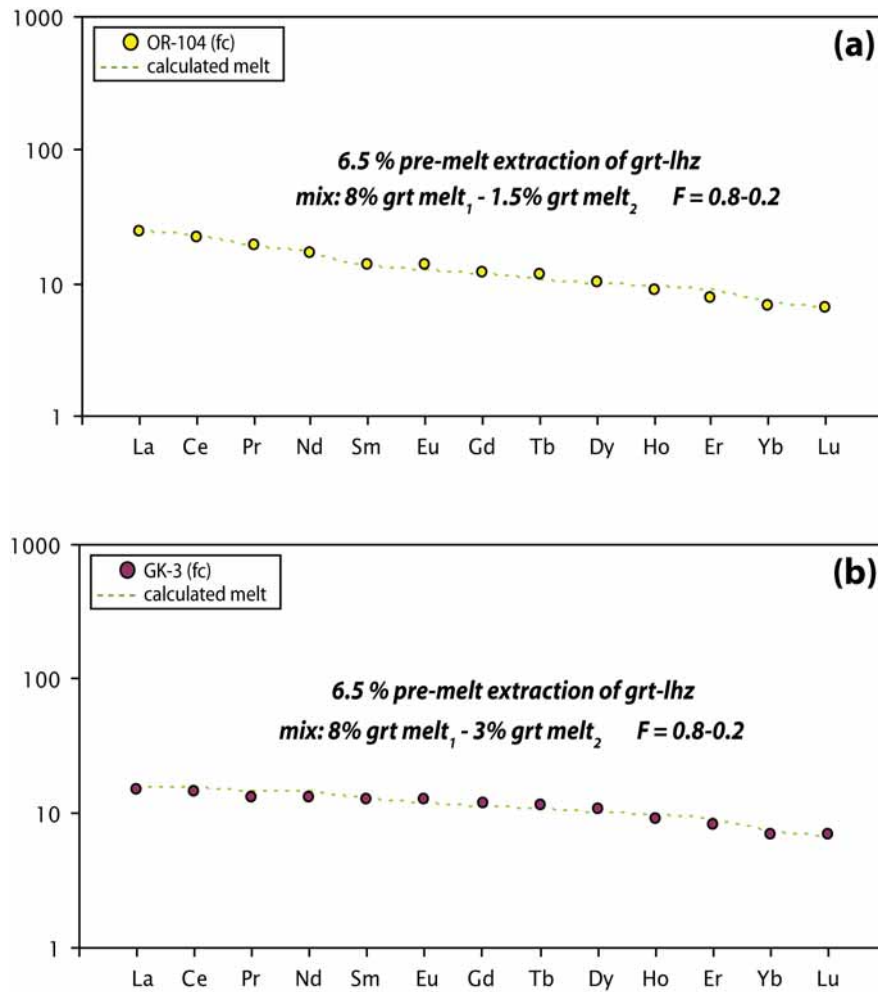 1000
OR-104 (fc)
calculated melt
(a)
100
6.5 % pre-melt extraction of grt-lhz
mix: 8% grt melt₁ - 1.5% grt melt₂ F = 0.8-0.2
10
1
La Ce Pr Nd Sm Eu Gd Tb Dy Ho Er Yb Lu
1000
GK-3 (fc)
calculated melt
(b)
100
6.5 % pre-melt extraction of grt-lhz
mix: 8% grt melt₁ - 3% grt melt₂ F = 0.8-0.2
10
1
La Ce Pr Nd Sm Eu Gd Tb Dy Ho Er Yb Lu